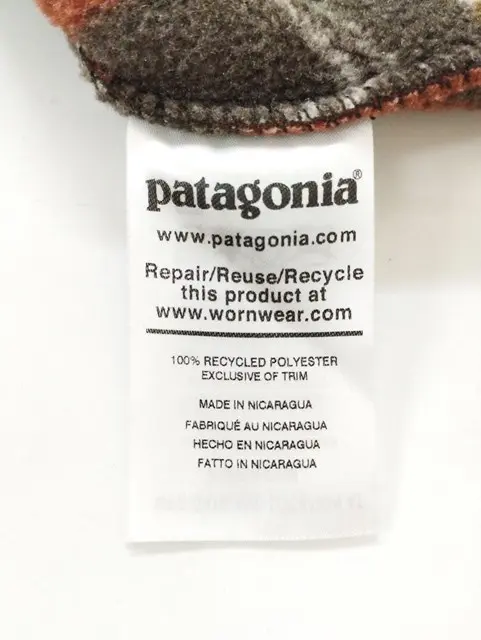 patagonia®
www.patagonia.com
Repair/Reuse/Recycle
this product at
www.wornwear.com
100% RECYCLED POLYESTER
EXCLUSIVE OF TRIM
MADE IN NICARAGUA
FABRIQUÉ AU NICARAGUA
HECHO EN NICARAGUA
FATTO IN NICARAGUA